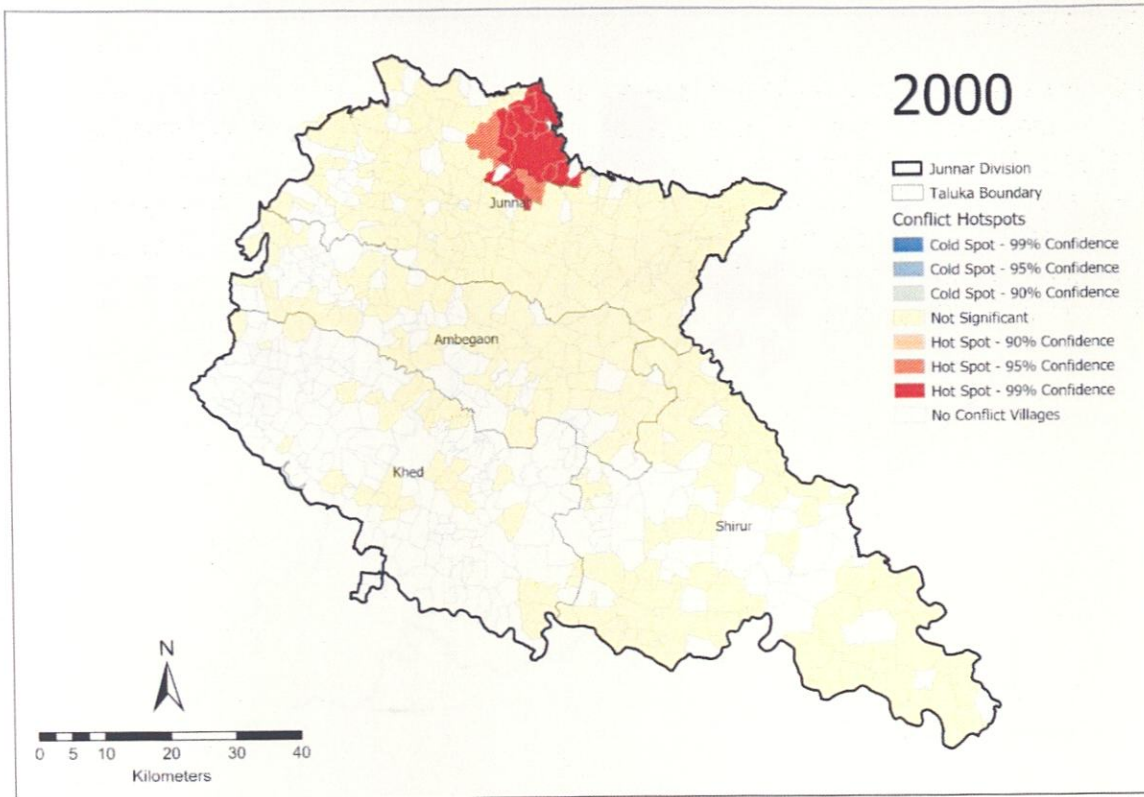 2000
Junnar Division
Taluka Boundary
Conflict Hotspots
Cold Spot - 99% Confidence
Cold Spot - 95% Confidence
Cold Spot - 90% Confidence
Not Significant
Hot Spot - 90% Confidence
Hot Spot - 95% Confidence
Hot Spot - 99% Confidence
No Conflict Villages
Junnar
Ambegaon
Khed
Shirur
N
0 5 10 20 30 40
Kilometers